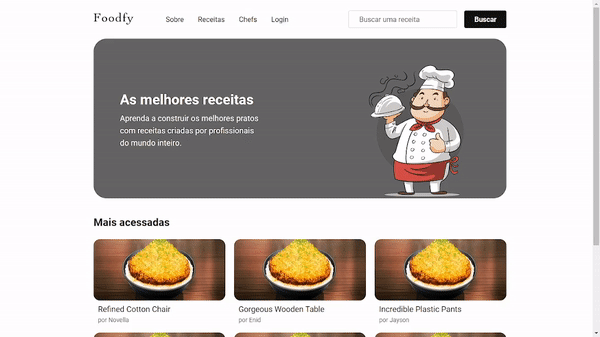 Foodfy
Sobre
Receitas
Chefs
Login
Buscar uma receita
Buscar
As melhores receitas
Aprenda a construir os melhores pratos
com receitas criadas por profissionais
do mundo inteiro.
Mais acessadas
Refined Cotton Chair
por Novella
Gorgeous Wooden Table
por Enid
Incredible Plastic Pants
por Jayson